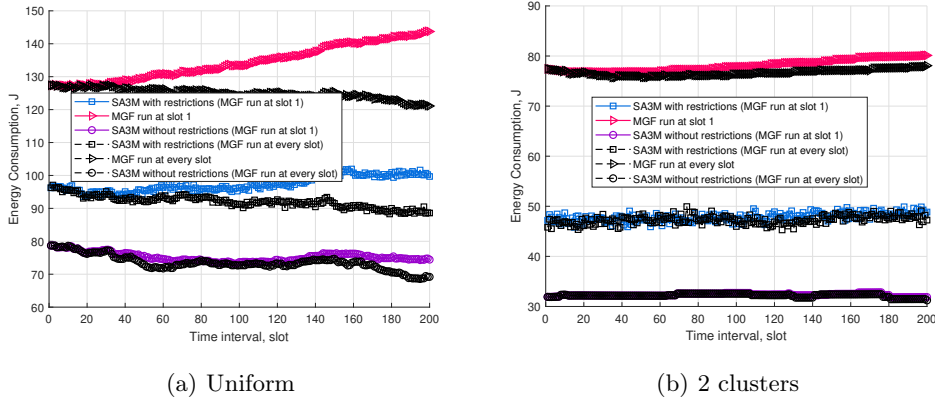 150
140
130
120
110
100
90
80
70
60
Energy Consumption, J
0 20 40 60 80 100 120 140 160 180 200
Time interval, slot
SA3M with restrictions (MGF run at slot 1)
MGF run at slot 1
SA3M without restrictions (MGF run at slot 1)
SA3M with restrictions (MGF run at every slot)
MGF run at every slot
SA3M without restrictions (MGF run at every slot)
(a) Uniform
90
80
70
60
50
40
30
Energy Consumption, J
0 20 40 60 80 100 120 140 160 180 200
Time interval, slot
SA3M with restrictions (MGF run at slot 1)
MGF run at slot 1
SA3M without restrictions (MGF run at slot 1)
SA3M with restrictions (MGF run at every slot)
MGF run at every slot
SA3M without restrictions (MGF run at every slot)
(b) 2 clusters